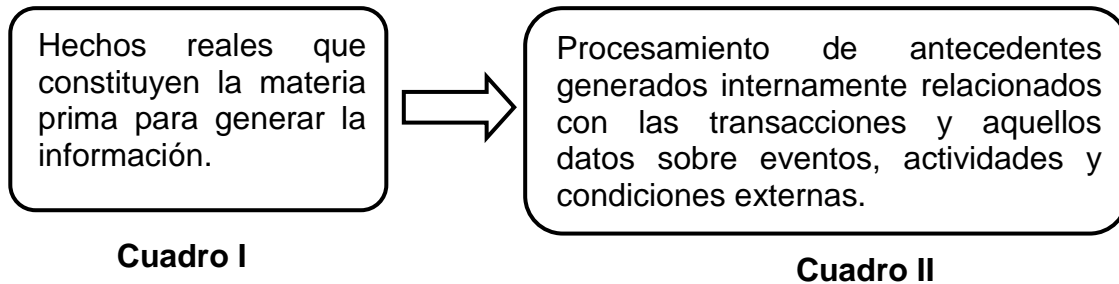 Hechos reales que
constituyen la materia
prima para generar la
información.
Cuadro I
Procesamiento de antecedentes
generados internamente relacionados
con las transacciones y aquellos
datos sobre eventos, actividades y
condiciones externas.
Cuadro II